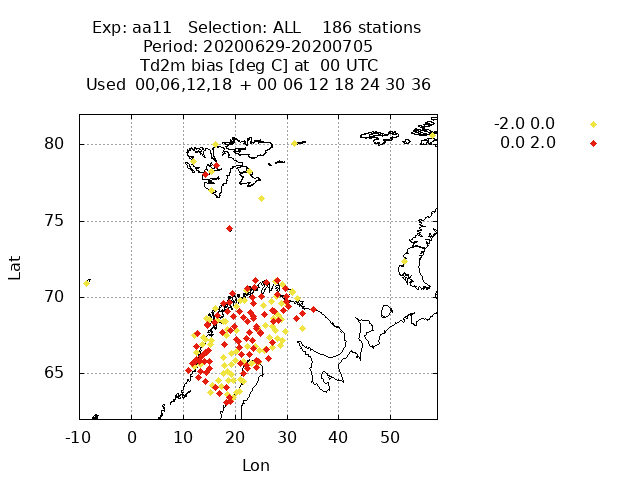 Exp: aa11 Selection: ALL 186 stations
Period: 20200629-20200705
Td2m bias [deg C] at 00 UTC
Used 00,06,12,18 + 00 06 12 18 24 30 36
-2.0 0.0
0.0 2.0
80
75
70
65
Lat
-10 0 10 20 30 40 50
Lon